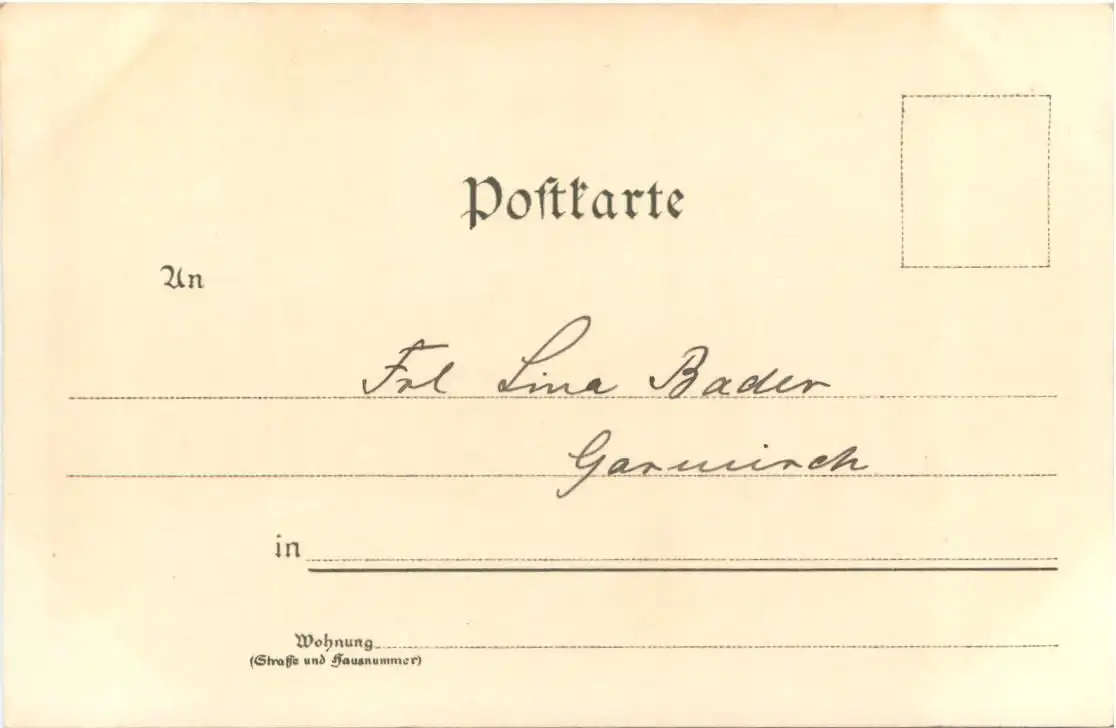 Postkarte
An
Frl Lina Bader
Garmisch
in
Wohnung
(Straße und Hausnummer)